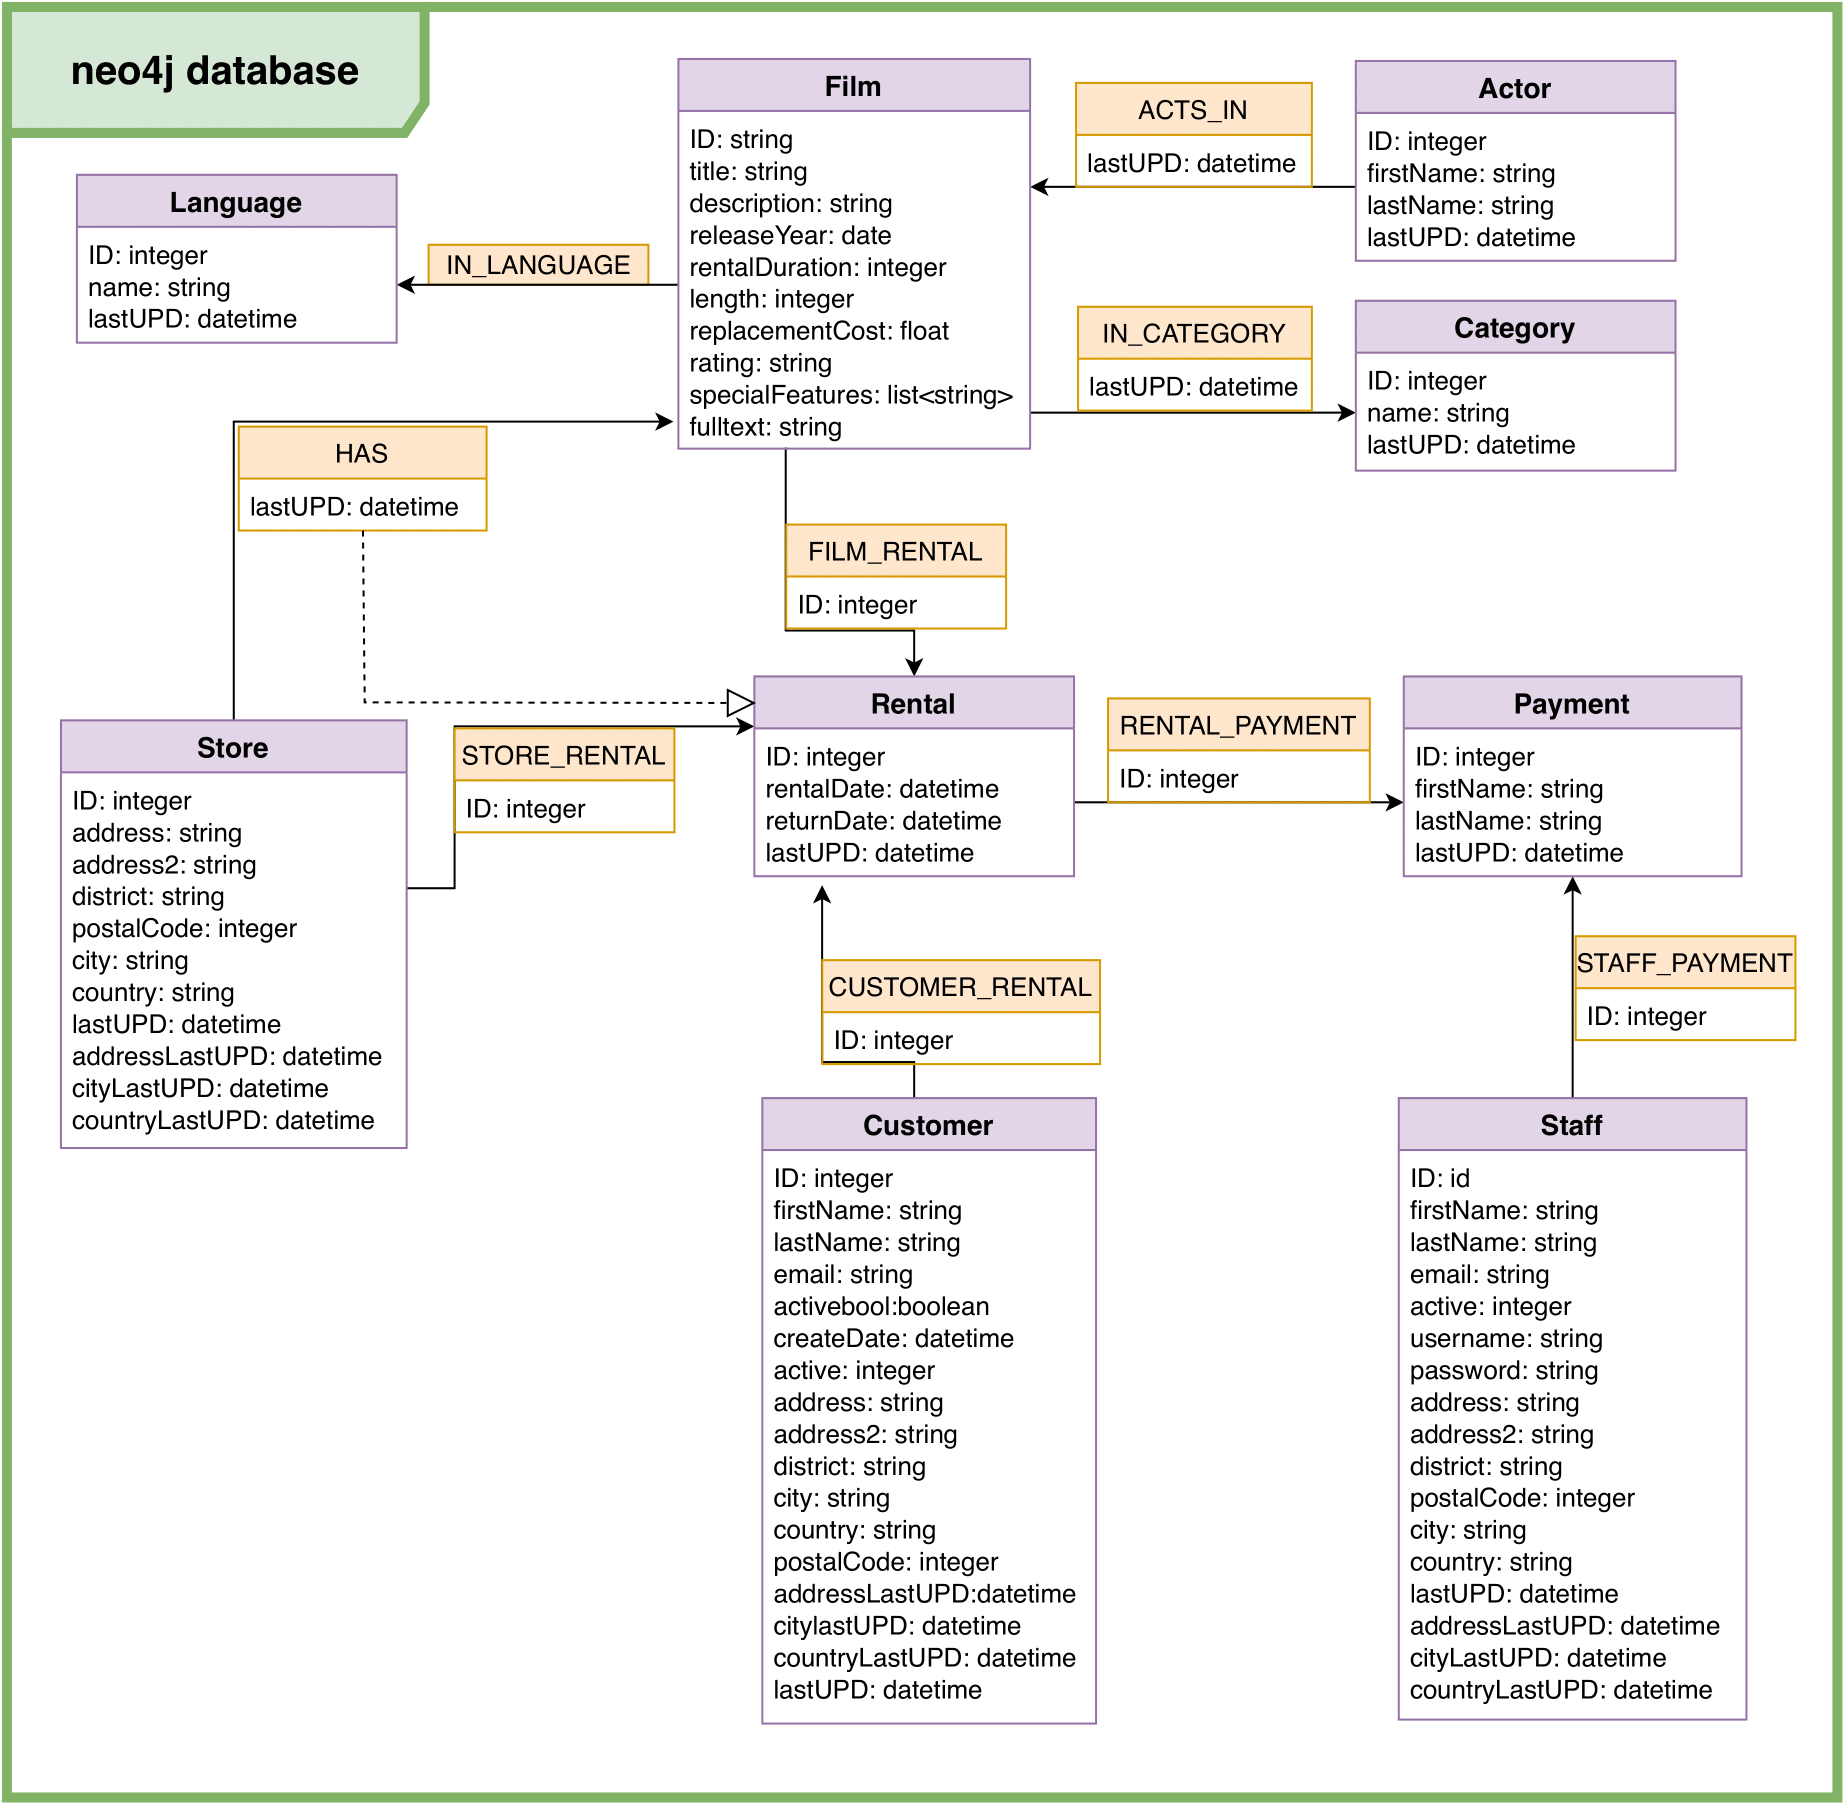 neo4j database
Film
ID: string
title: string
description: string
releaseYear: date
rentalDuration: integer
length: integer
replacementCost: float
rating: string
specialFeatures: list<string>
fulltext: string
ACTS_IN
lastUPD: datetime
Actor
ID: integer
firstName: string
lastName: string
lastUPD: datetime
Language
ID: integer
name: string
lastUPD: datetime
IN_LANGUAGE
IN_CATEGORY
lastUPD: datetime
Category
ID: integer
name: string
lastUPD: datetime
HAS
lastUPD: datetime
FILM_RENTAL
ID: integer
Store
ID: integer
address: string
address2: string
district: string
postalCode: integer
city: string
country: string
lastUPD: datetime
addressLastUPD: datetime
cityLastUPD: datetime
countryLastUPD: datetime
STORE_RENTAL
ID: integer
Rental
ID: integer
rentalDate: datetime
returnDate: datetime
lastUPD: datetime
RENTAL_PAYMENT
ID: integer
Payment
ID: integer
firstName: string
lastName: string
lastUPD: datetime
CUSTOMER_RENTAL
ID: integer
STAFF_PAYMENT
ID: integer
Customer
ID: integer
firstName: string
lastName: string
email: string
activebool:boolean
createDate: datetime
active: integer
address: string
address2: string
district: string
city: string
country: string
postalCode: integer
addressLastUPD:datetime
citylastUPD: datetime
countryLastUPD: datetime
lastUPD: datetime
Staff
ID: id
firstName: string
lastName: string
email: string
active: integer
username: string
password: string
address: string
address2: string
district: string
postalCode: integer
city: string
country: string
lastUPD: datetime
addressLastUPD: datetime
cityLastUPD: datetime
countryLastUPD: datetime